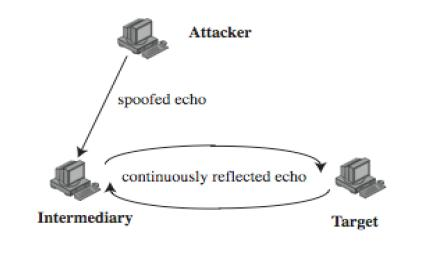 Attacker
spoofed echo
continuously reflected echo
Intermediary
Target